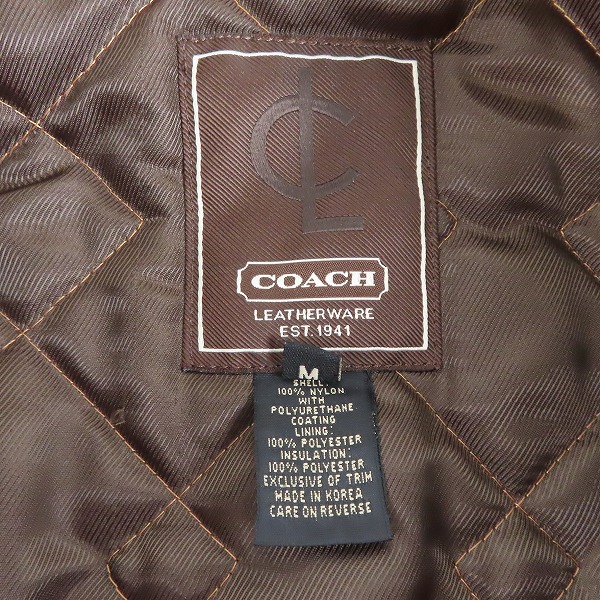 CL
COACH
LEATHERWARE
EST. 1941
M
SHELL:
100% NYLON
WITH
POLYURETHANE
COATING
LINING:
100% POLYESTER
INSULATION:
100% POLYESTER
EXCLUSIVE OF TRIM
MADE IN KOREA
CARE ON REVERSE